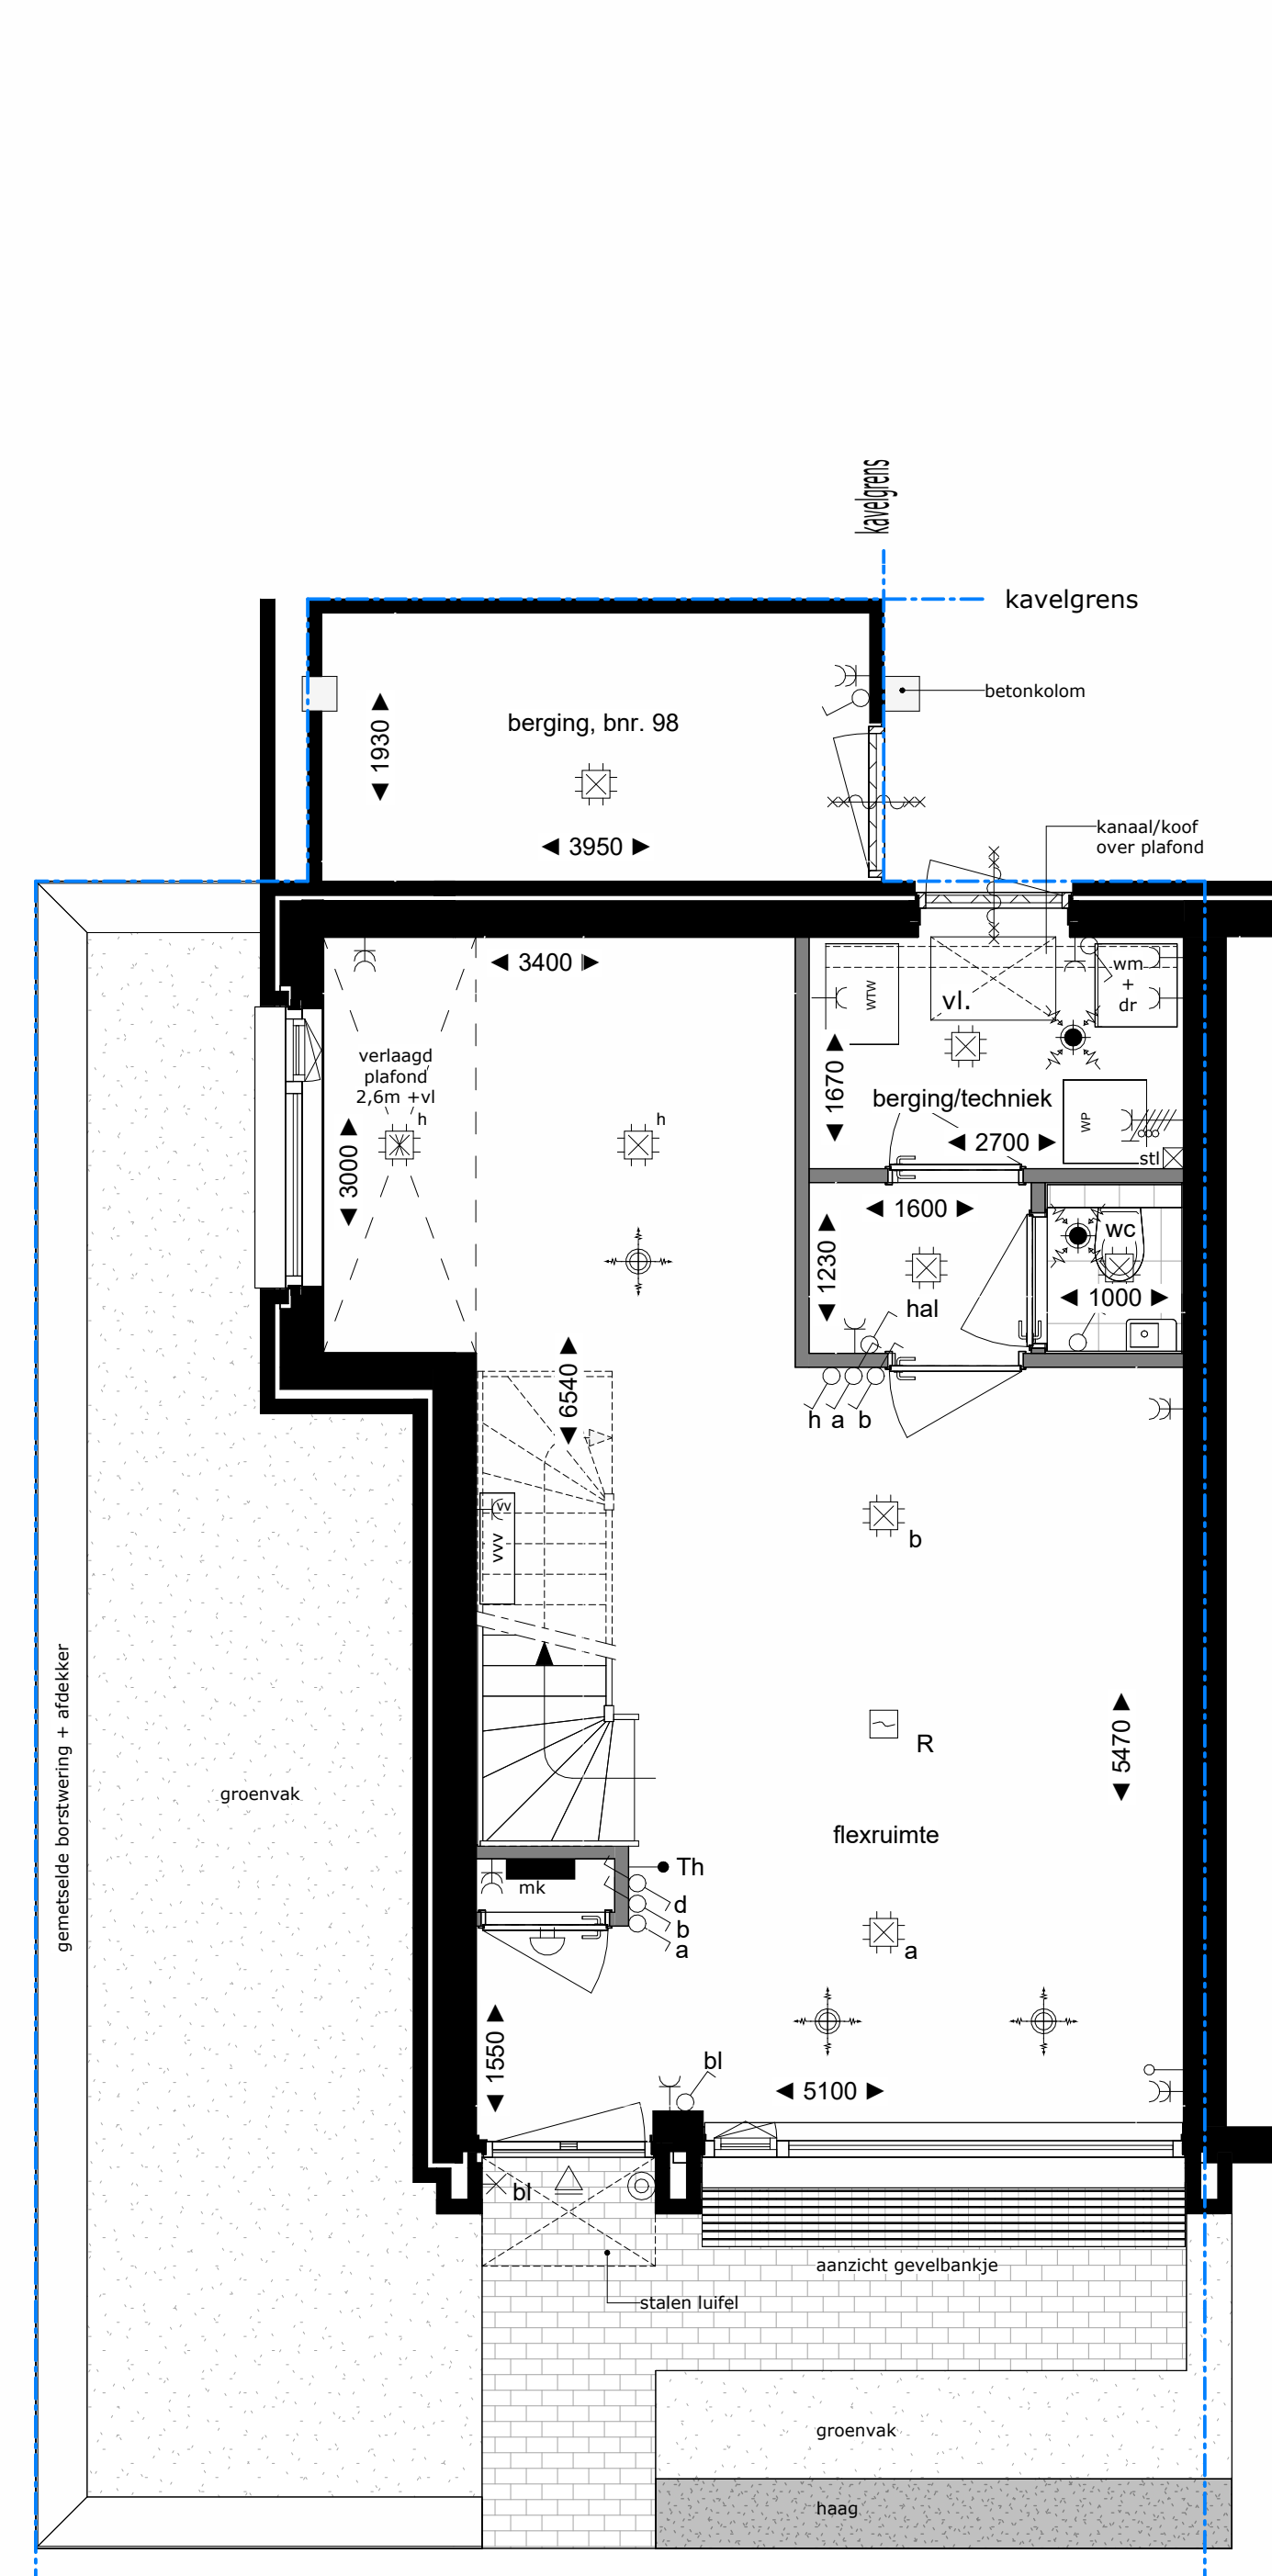 kavelgrens
kavelgrens
betonkolom
1930
berging, bnr. 98
3950
kanaal/koof
over plafond
3400
WTW
vl.
wm
+
dr
verlaagd
plafond
2,6m +vl
h
h
1670
berging/techniek
WP
2700
stl
3000
1600
wc
1230
1000
hal
6540
h a b
vv
vvv
b
gemetselde borstwering + afdekker
R
5470
groenvak
flexruimte
Th
mk
d
b
a
a
1550
bl
5100
bl
aanzicht gevelbankje
stalen luifel
groenvak
haag